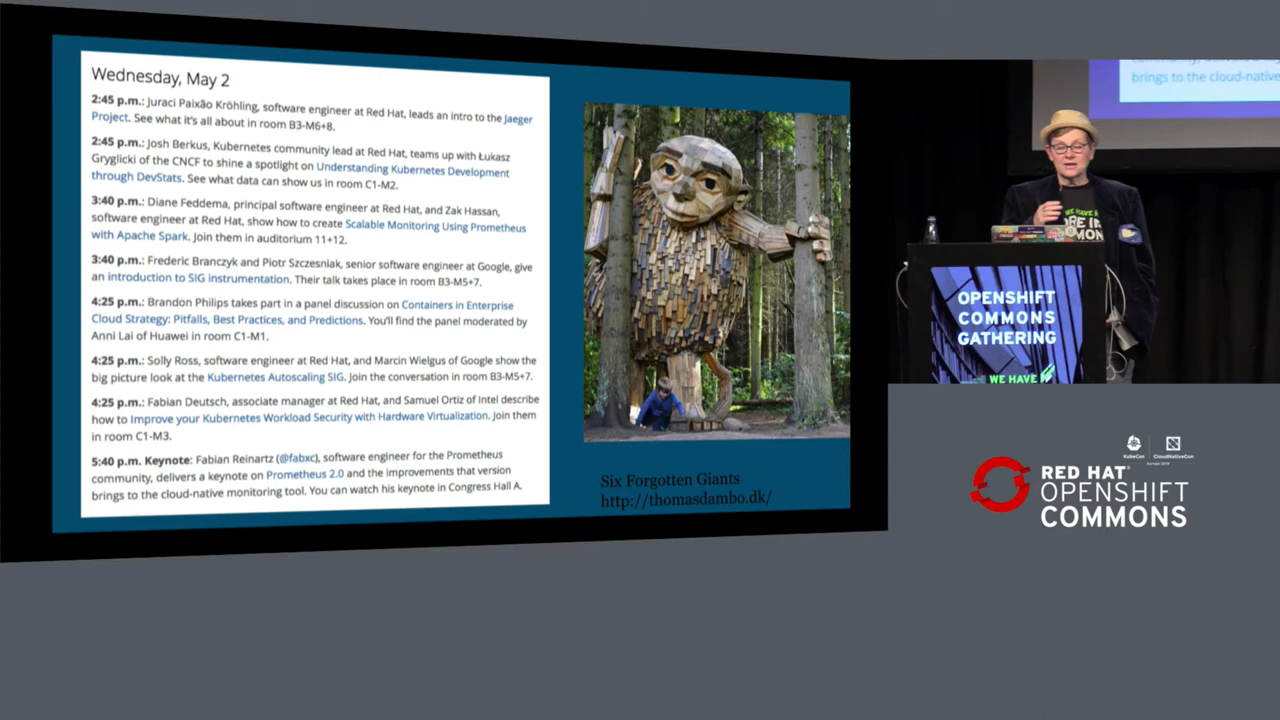 Wednesday, May 2
2:45 p.m.: Juraci Paixão Kröhling, software engineer at Red Hat, leads an intro to the Jaeger
Project. See what it's all about in room B3-M6+8.
2:45 p.m.: Josh Berkus, Kubernetes community lead at Red Hat, teams up with Łukasz
Gryglicki of the CNCF to shine a spotlight on Understanding Kubernetes Development
through DevStats. See what data can show us in room C1-M2.
3:40 p.m.: Diane Feddema, principal software engineer at Red Hat, and Zak Hassan,
software engineer at Red Hat, show how to create Scalable Monitoring Using Prometheus
with Apache Spark. Join them in auditorium 11+12.
3:40 p.m.: Frederic Branczyk and Piotr Szczesniak, senior software engineer at Google, give
an introduction to SIG instrumentation. Their talk takes place in room B3-M5+7.
4:25 p.m.: Brandon Philips takes part in a panel discussion on Containers in Enterprise
Cloud Strategy: Pitfalls, Best Practices, and Predictions. You'll find the panel moderated by
Anni Lai of Huawei in room C1-M1.
4:25 p.m.: Solly Ross, software engineer at Red Hat, and Marcin Wielgus of Google show the
big picture look at the Kubernetes Autoscaling SIG. Join the conversation in room B3-M5+7.
4:25 p.m.: Fabian Deutsch, associate manager at Red Hat, and Samuel Ortiz of Intel describe
how to Improve your Kubernetes Workload Security with Hardware Virtualization. Join them
in room C1-M3.
5:40 p.m. Keynote: Fabian Reinartz (@fabxc), software engineer for the Prometheus
community, delivers a keynote on Prometheus 2.0 and the improvements that version
brings to the cloud-native monitoring tool. You can watch his keynote in Congress Hall A.
Six Forgotten Giants
http://thomasdambo.dk/
brings to the cloud-native
WE HAVE
OPENSHIFT
COMMONS
GATHERING
WE HAVE
KubeCon
CloudNativeCon
Europe 2018
RED HAT
OPENSHIFT
COMMONS